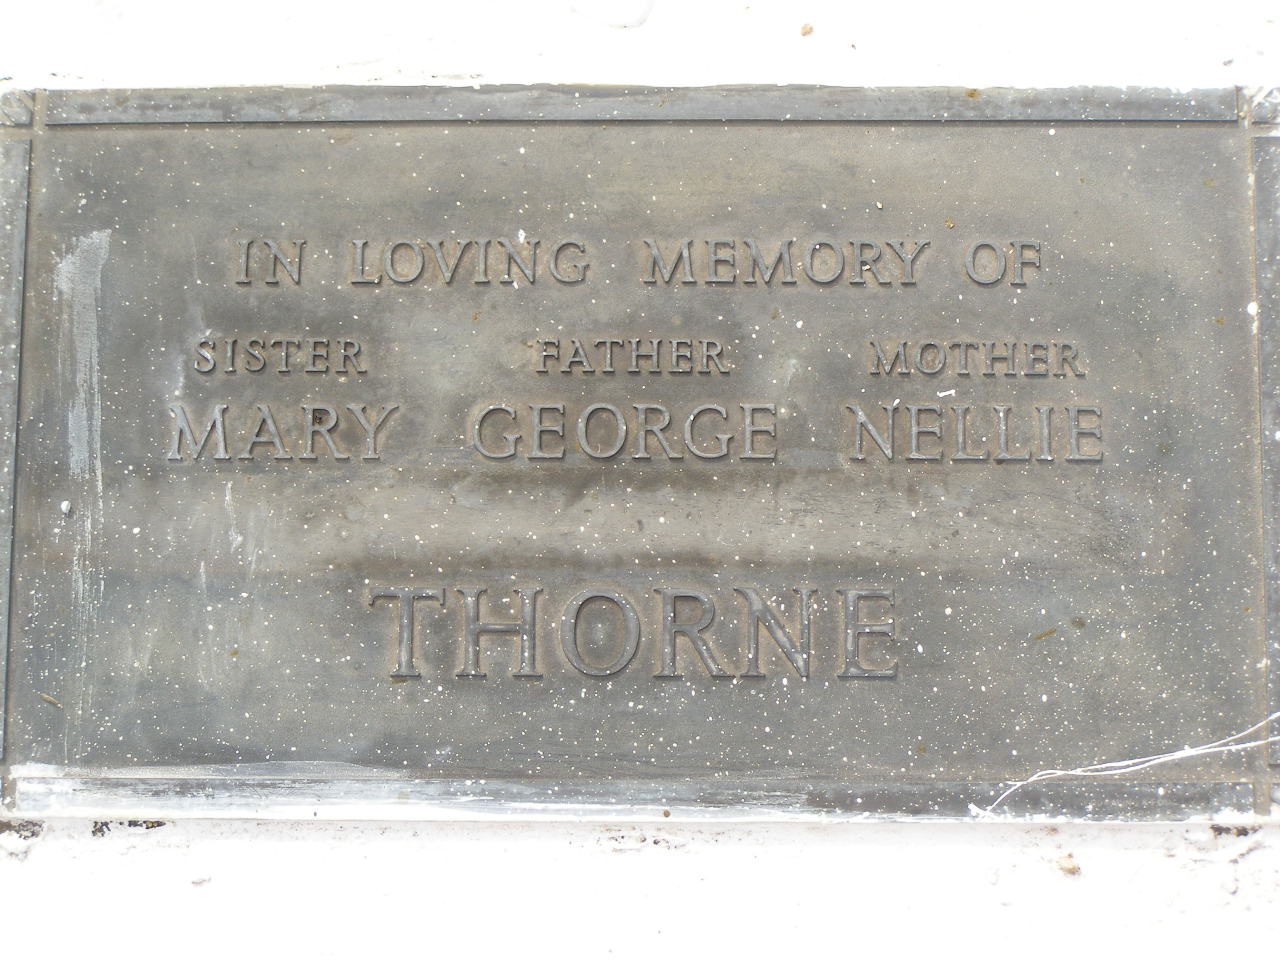 IN LOVING MEMORY OF
SISTER FATHER MOTHER
MARY GEORGE NELLIE
THORNE